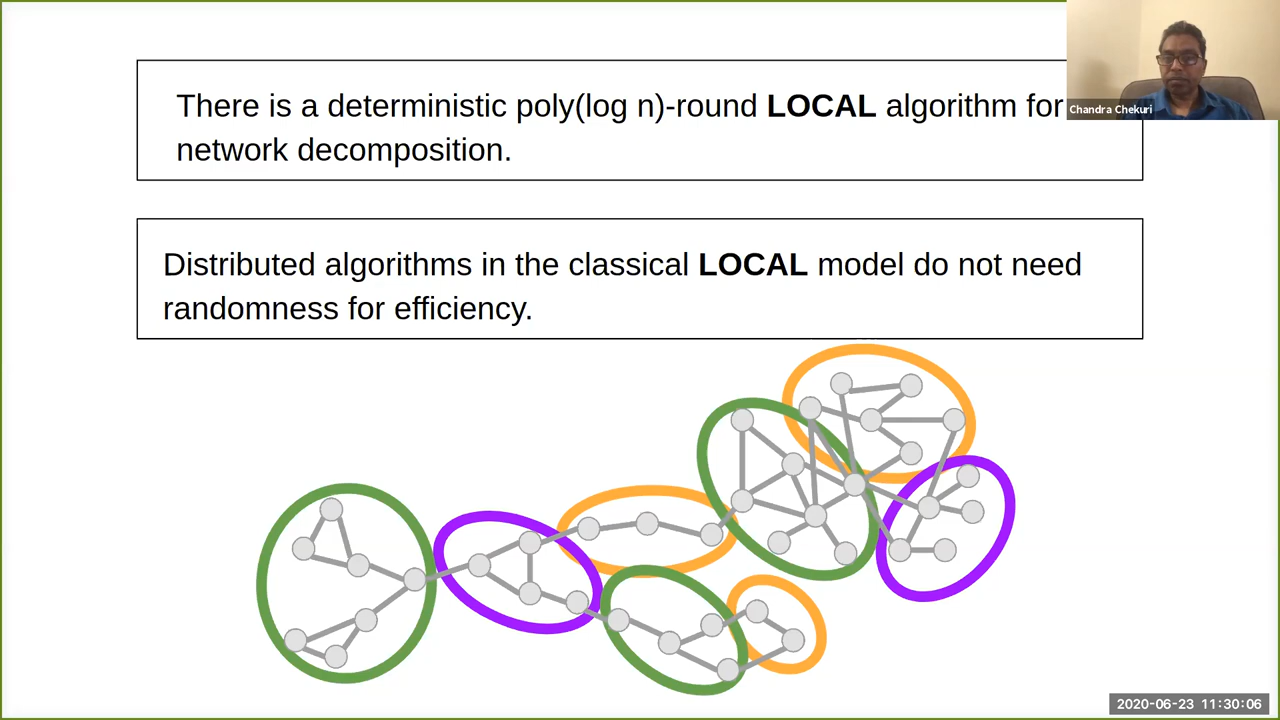 There is a deterministic poly(log n)-round LOCAL algorithm for
network decomposition.
Chandra Chekuri
Distributed algorithms in the classical LOCAL model do not need
randomness for efficiency.
2020-06-23 11:30:06